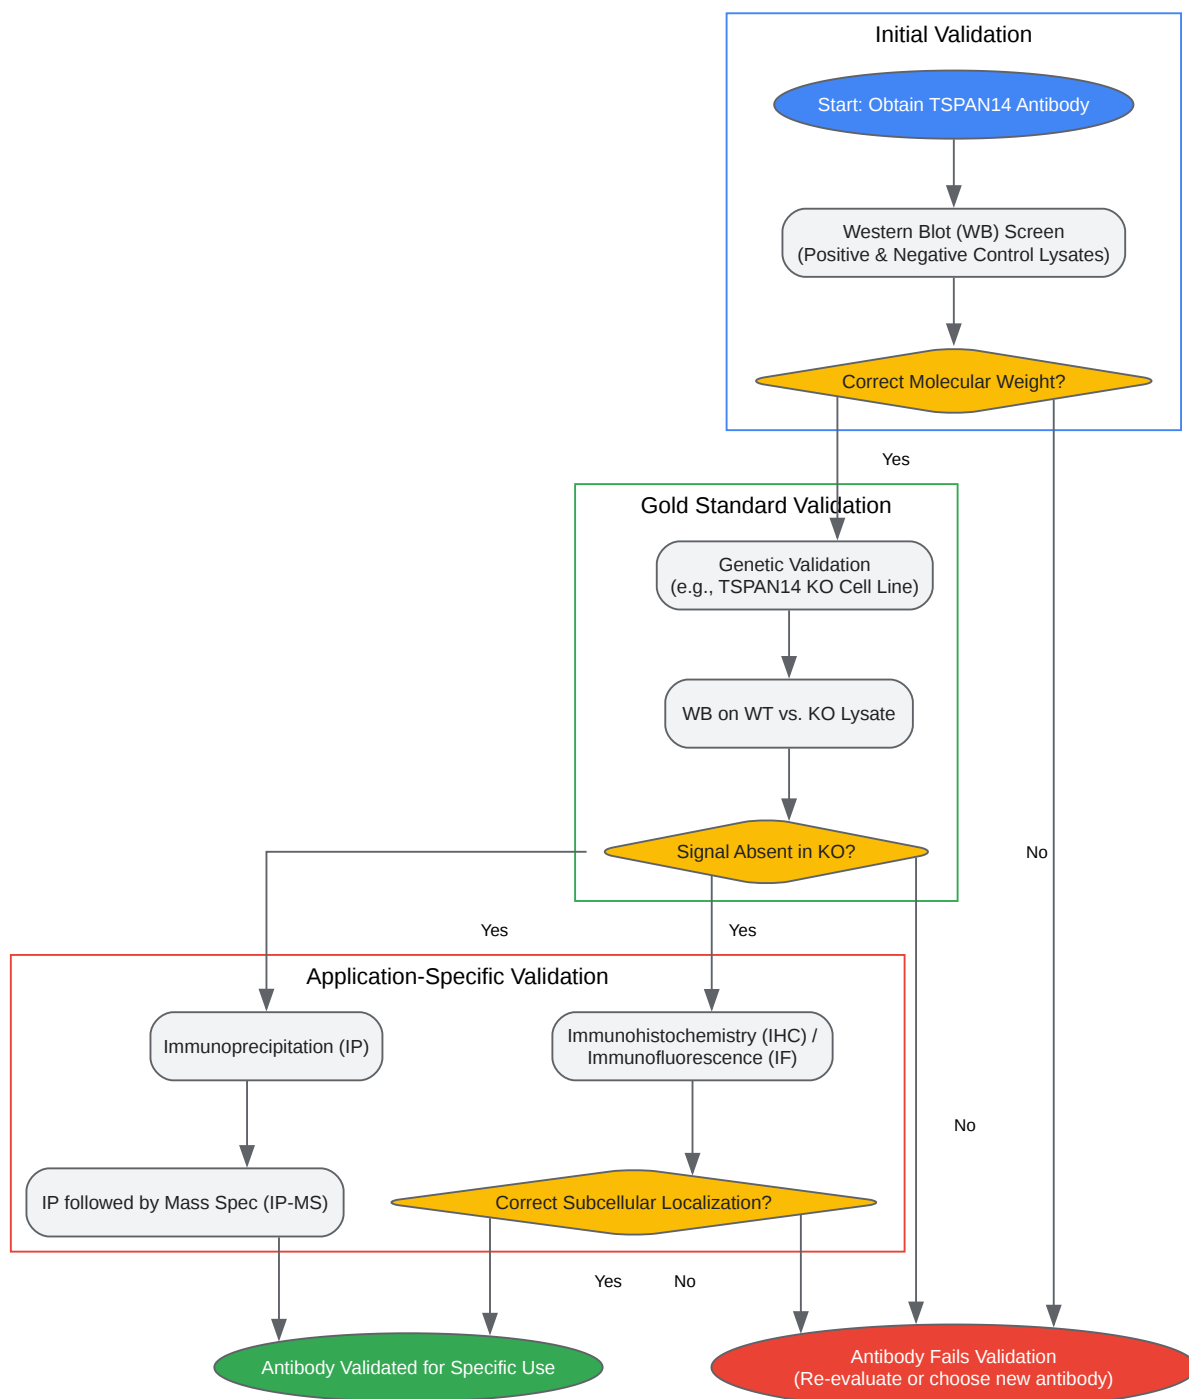 Initial Validation
Start: Obtain TSPAN14 Antibody
Western Blot (WB) Screen
(Positive & Negative Control Lysates)
Correct Molecular Weight?
Yes
Gold Standard Validation
Genetic Validation
(e.g., TSPAN14 KO Cell Line)
WB on WT vs. KO Lysate
Signal Absent in KO?
No
Yes
Yes
Application-Specific Validation
Immunoprecipitation (IP)
Immunohistochemistry (IHC) /
Immunofluorescence (IF)
No
IP followed by Mass Spec (IP-MS)
Correct Subcellular Localization?
Yes
No
Antibody Validated for Specific Use
Antibody Fails Validation
(Re-evaluate or choose new antibody)